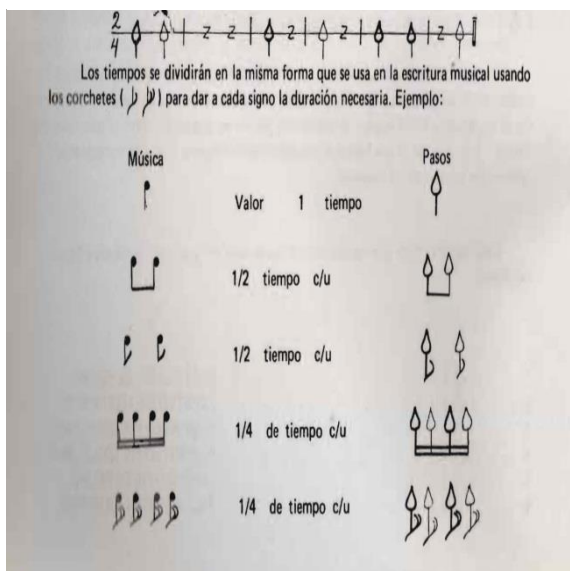 2
4 z z z z z
Los tiempos se dividirán en la misma forma que se usa en la escritura musical usando
los corchetes ( ) para dar a cada signo la duración necesaria. Ejemplo:
Música Pasos
Valor 1 tiempo
1/2 tiempo c/u
1/2 tiempo c/u
1/4 de tiempo c/u
1/4 de tiempo c/u